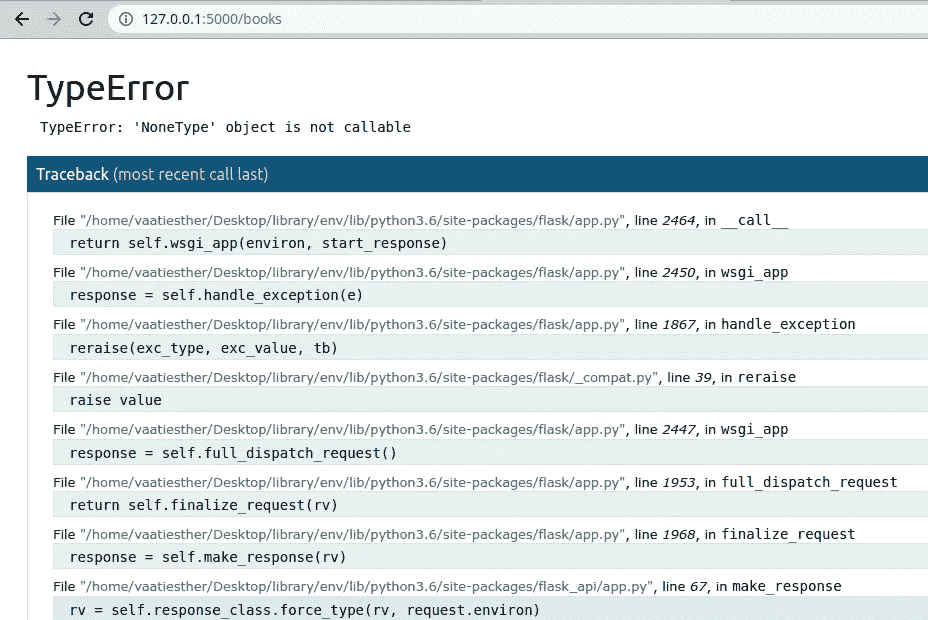 127.0.0.1:5000/books
TypeError
TypeError: 'NoneType' object is not callable
Traceback (most recent call last)
File "/home/vaatiesther/Desktop/library/env/lib/python3.6/site-packages/flask/app.py", line 2464, in __call__
return self.wsgi_app(environ, start_response)
File "/home/vaatiesther/Desktop/library/env/lib/python3.6/site-packages/flask/app.py", line 2450, in wsgi_app
response = self.handle_exception(e)
File "/home/vaatiesther/Desktop/library/env/lib/python3.6/site-packages/flask/app.py", line 1867, in handle_exception
reraise(exc_type, exc_value, tb)
File "/home/vaatiesther/Desktop/library/env/lib/python3.6/site-packages/flask/_compat.py", line 39, in reraise
raise value
File "/home/vaatiesther/Desktop/library/env/lib/python3.6/site-packages/flask/app.py", line 2447, in wsgi_app
response = self.full_dispatch_request()
File "/home/vaatiesther/Desktop/library/env/lib/python3.6/site-packages/flask/app.py", line 1953, in full_dispatch_request
return self.finalize_request(rv)
File "/home/vaatiesther/Desktop/library/env/lib/python3.6/site-packages/flask/app.py", line 1968, in finalize_request
response = self.make_response(rv)
File "/home/vaatiesther/Desktop/library/env/lib/python3.6/site-packages/flask_api/app.py", line 67, in make_response
rv = self.response_class.force_type(rv, request.environ)